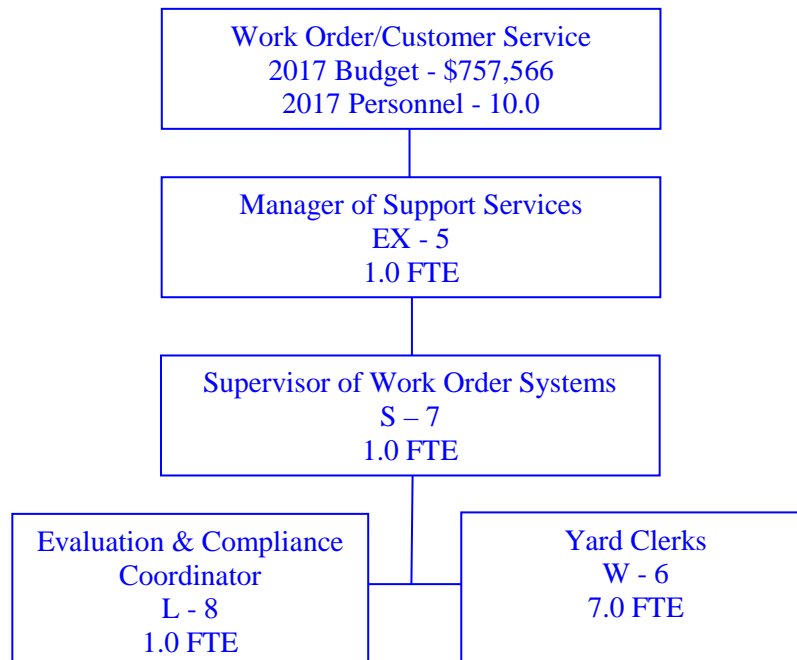 Work Order/Customer Service
2017 Budget - $757,566
2017 Personnel - 10.0
Manager of Support Services
EX - 5
1.0 FTE
Supervisor of Work Order Systems
S – 7
1.0 FTE
Evaluation & Compliance
Coordinator
L - 8
1.0 FTE
Yard Clerks
W - 6
7.0 FTE